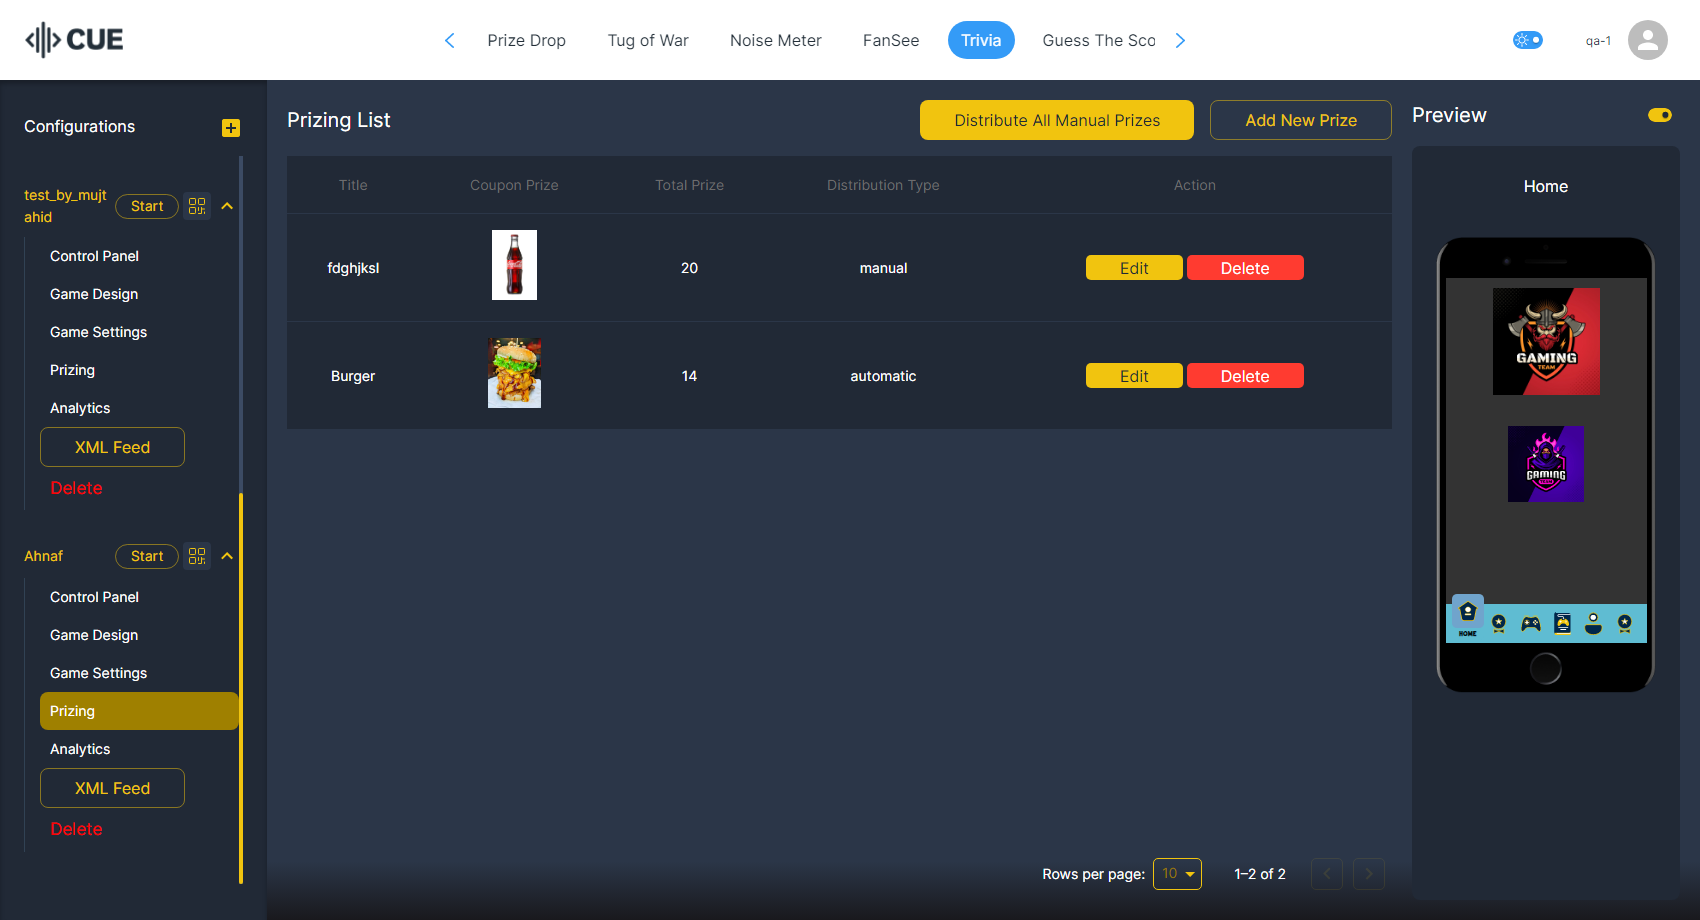 CUE
Prize Drop
Tug of War
Noise Meter
FanSee
Trivia
Guess The Sco
qa-1
Configurations
test_by_mujt
ahid
Start
Control Panel
Game Design
Game Settings
Prizing
Analytics
XML Feed
Delete
Ahnaf
Start
Control Panel
Game Design
Game Settings
Prizing
Analytics
XML Feed
Delete
Prizing List
Distribute All Manual Prizes
Add New Prize
Title
Coupon Prize
Total Prize
Distribution Type
Action
fdghjksl
20
manual
Edit
Delete
Burger
14
automatic
Edit
Delete
Rows per page:
10
1–2 of 2
Preview
Home
GAMING
TEAM
GAMING
HOME